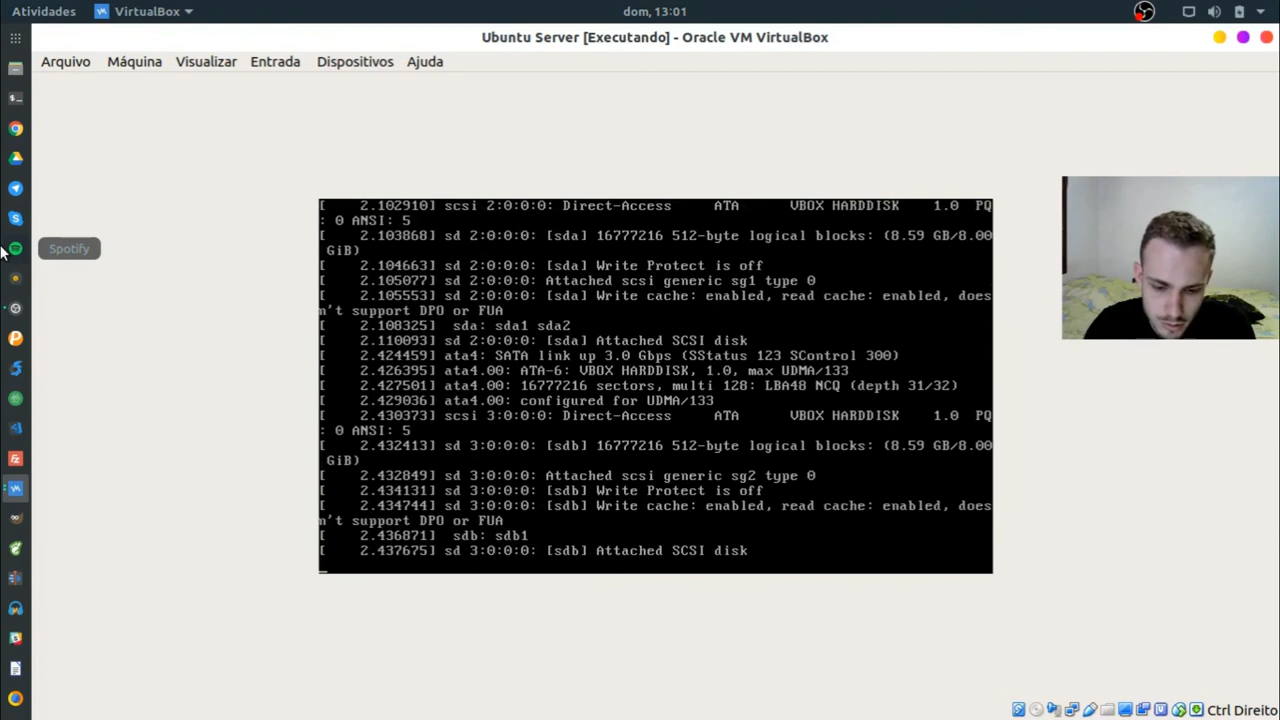 Atividades VirtualBox dom, 13:01
Ubuntu Server [Executando] - Oracle VM VirtualBox
Arquivo Máquina Visualizar Entrada Dispositivos Ajuda
[ 2.102910] scsi 2:0:0:0: Direct-Access ATA VBOX HARDDISK 1.0 PQ
: 0 ANSI: 5
[ 2.103868] sd 2:0:0:0: [sda] 16777216 512-byte logical blocks: (8.59 GB/8.00
GiB)
[ 2.104663] sd 2:0:0:0: [sda] Write Protect is off
[ 2.105077] sd 2:0:0:0: Attached scsi generic sg1 type 0
[ 2.105553] sd 2:0:0:0: [sda] Write cache: enabled, read cache: enabled, does
n't support DPO or FUA
[ 2.108325] sda: sda1 sda2
[ 2.110093] sd 2:0:0:0: [sda] Attached SCSI disk
[ 2.424459] ata4: SATA link up 3.0 Gbps (SStatus 123 SControl 300)
[ 2.426395] ata4.00: ATA-6: VBOX HARDDISK, 1.0, max UDMA/133
[ 2.427501] ata4.00: 16777216 sectors, multi 128: LBA48 NCQ (depth 31/32)
[ 2.429036] ata4.00: configured for UDMA/133
[ 2.430373] scsi 3:0:0:0: Direct-Access ATA VBOX HARDDISK 1.0 PQ
: 0 ANSI: 5
[ 2.432413] sd 3:0:0:0: [sdb] 16777216 512-byte logical blocks: (8.59 GB/8.00
GiB)
[ 2.432849] sd 3:0:0:0: Attached scsi generic sg2 type 0
[ 2.434131] sd 3:0:0:0: [sdb] Write Protect is off
[ 2.434744] sd 3:0:0:0: [sdb] Write cache: enabled, read cache: enabled, does
n't support DPO or FUA
[ 2.436871] sdb: sdb1
[ 2.437675] sd 3:0:0:0: [sdb] Attached SCSI disk
Spotify
Ctrl Direito